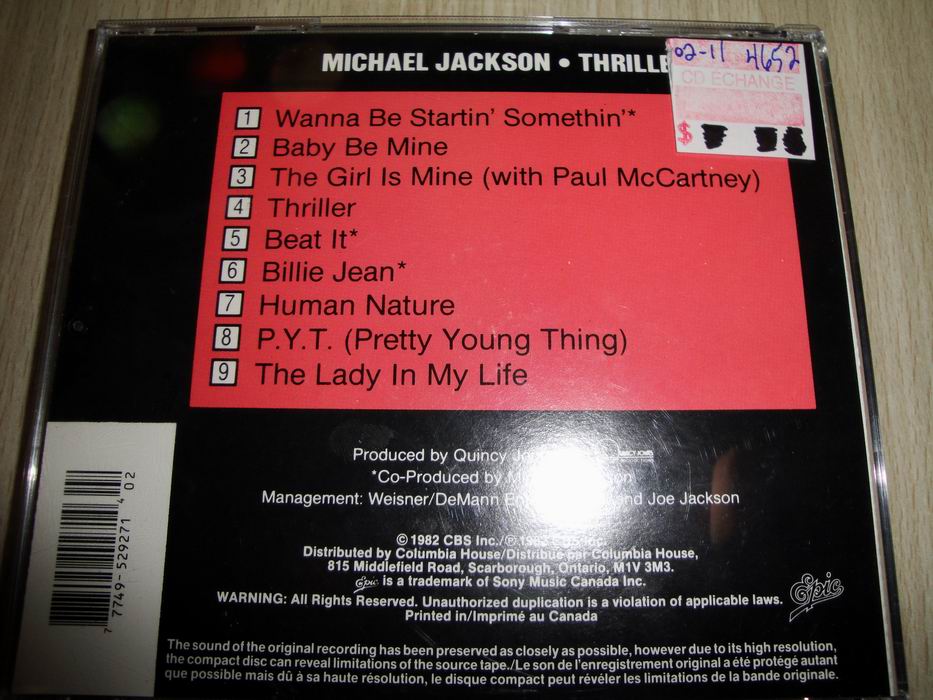 MICHAEL JACKSON • THRILLE
02-11 4652
CD ECHANGE
$
1 Wanna Be Startin' Somethin'*
2 Baby Be Mine
3 The Girl Is Mine (with Paul McCartney)
4 Thriller
5 Beat It*
6 Billie Jean*
7 Human Nature
8 P.Y.T. (Pretty Young Thing)
9 The Lady In My Life
Produced by Quincy
*Co-Produced by
Management: Weisner/DeMann and Joe Jackson
© 1982 CBS Inc./℗ CBS Inc.
Distributed by Columbia House/Distribué par Columbia House,
815 Middlefield Road, Scarborough, Ontario, M1V 3M3.
Epic is a trademark of Sony Music Canada Inc.
WARNING: All Rights Reserved. Unauthorized duplication is a violation of applicable laws.
Printed in/Imprimé au Canada
Epic
7 7749-529271 4 02
The sound of the original recording has been preserved as closely as possible, however due to its high resolution,
the compact disc can reveal limitations of the source tape./Le son de l'enregistrement original a été protégé autant
que possible mais dû à sa haute résolution, le disque compact peut révéler les limitations de la bande originale.